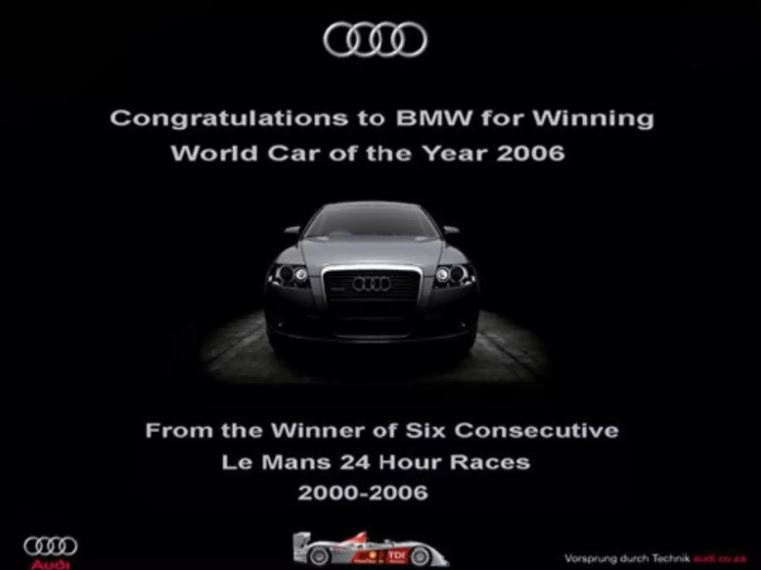 Congratulations to BMW for Winning
World Car of the Year 2006
From the Winner of Six Consecutive
Le Mans 24 Hour Races
2000-2006
Audi
TDI
Vorsprung durch Technik audi.co.za